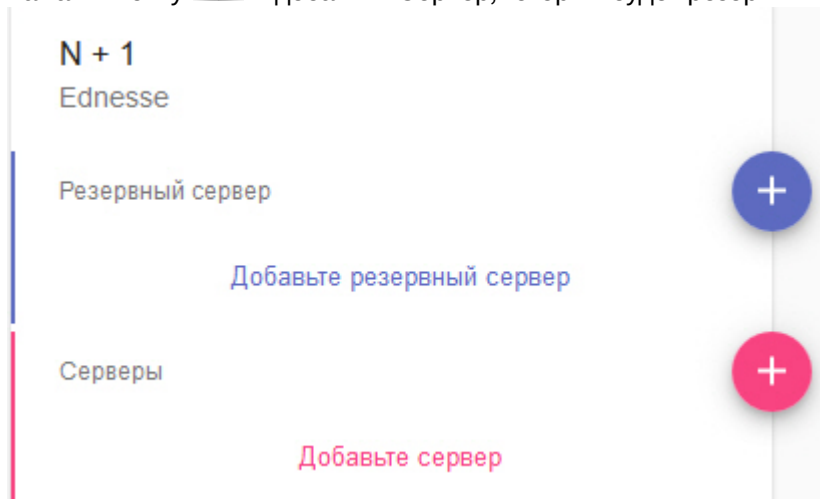 N + 1
Ednesse
Резервный сервер
Добавьте резервный сервер
Серверы
Добавьте сервер